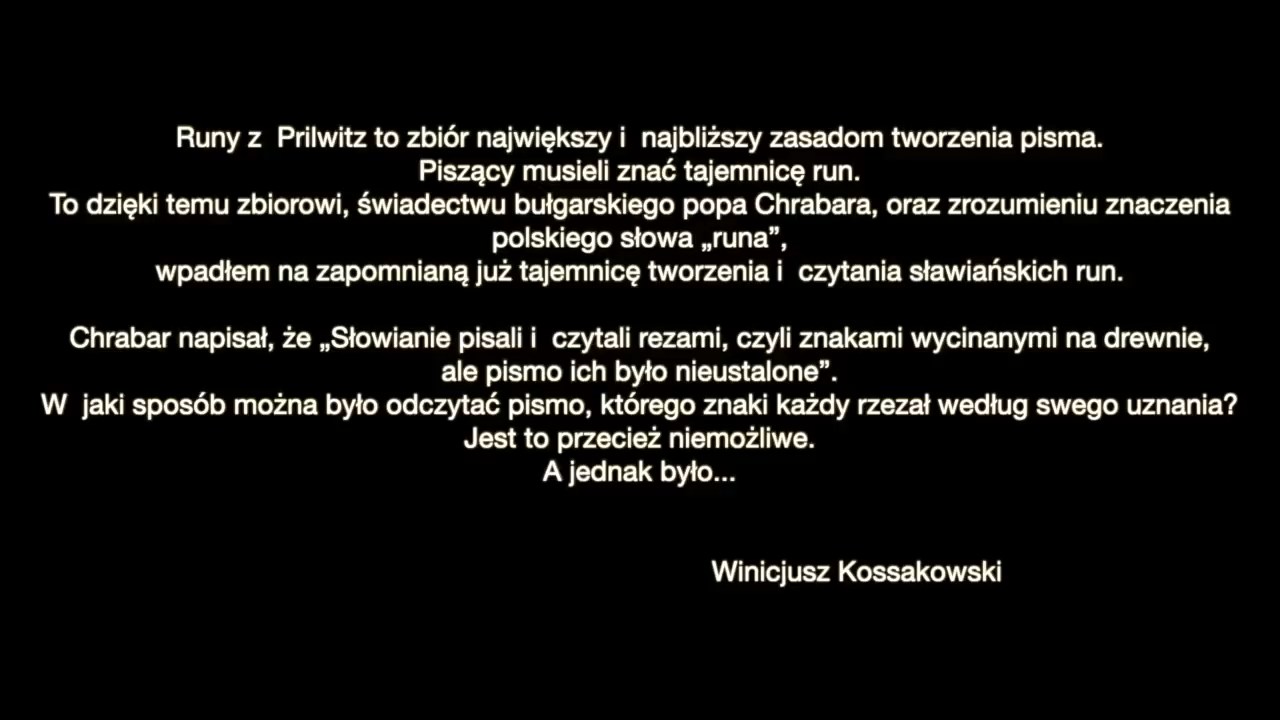 Runy z  Prilwitz to zbiór największy i  najbliższy zasadom tworzenia pisma.
Piszący musieli znać tajemnicę run.
To dzięki temu zbiorowi, świadectwu bułgarskiego popa Chrabara, oraz zrozumieniu znaczenia
polskiego słowa „runa”,
wpadłem na zapomnianą już tajemnicę tworzenia i  czytania sławiańskich run.
Chrabar napisał, że „Słowianie pisali i  czytali rezami, czyli znakami wycinanymi na drewnie,
ale pismo ich było nieustalone”.
W  jaki sposób można było odczytać pismo, którego znaki każdy rzezał według swego uznania?
Jest to przecież niemożliwe.
A jednak było...
Winicjusz Kossakowski